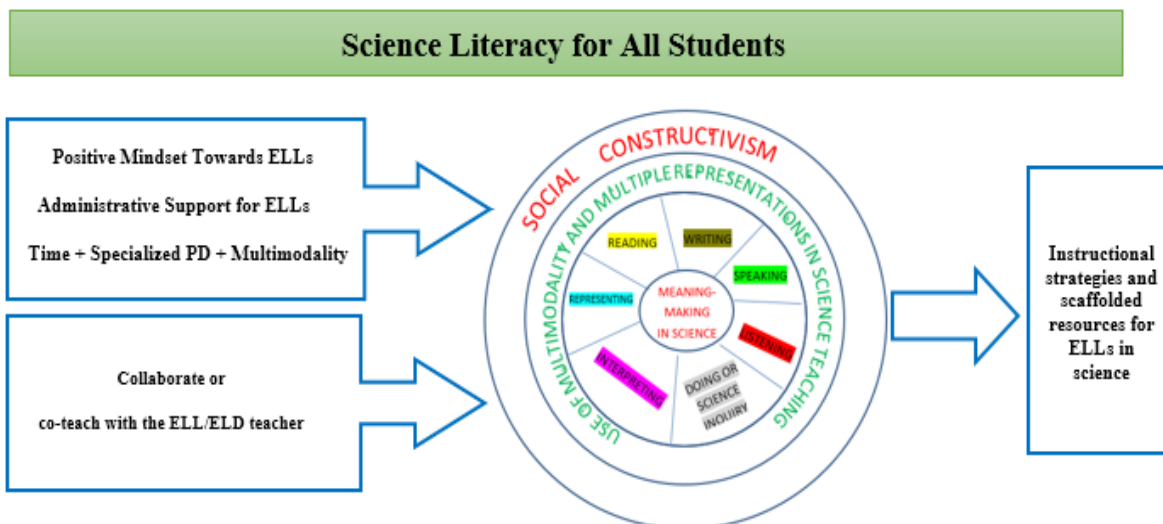 Science Literacy for All Students
Positive Mindset Towards ELLs
Administrative Support for ELLs
Time + Specialized PD + Multimodality
Collaborate or
co-teach with the ELL/ELD teacher
SOCIAL CONSTRUCTIVISM
USE OF MULTIMODALITY AND MULTIPLE REPRESENTATIONS IN SCIENCE TEACHING
READING
WRITING
SPEAKING
LISTENING
DOING OR
SCIENCE
INQUIRY
INTERPRETING
REPRESENTING
MEANING-
MAKING
IN SCIENCE
Instructional
strategies and
scaffolded
resources for
ELLs in
science